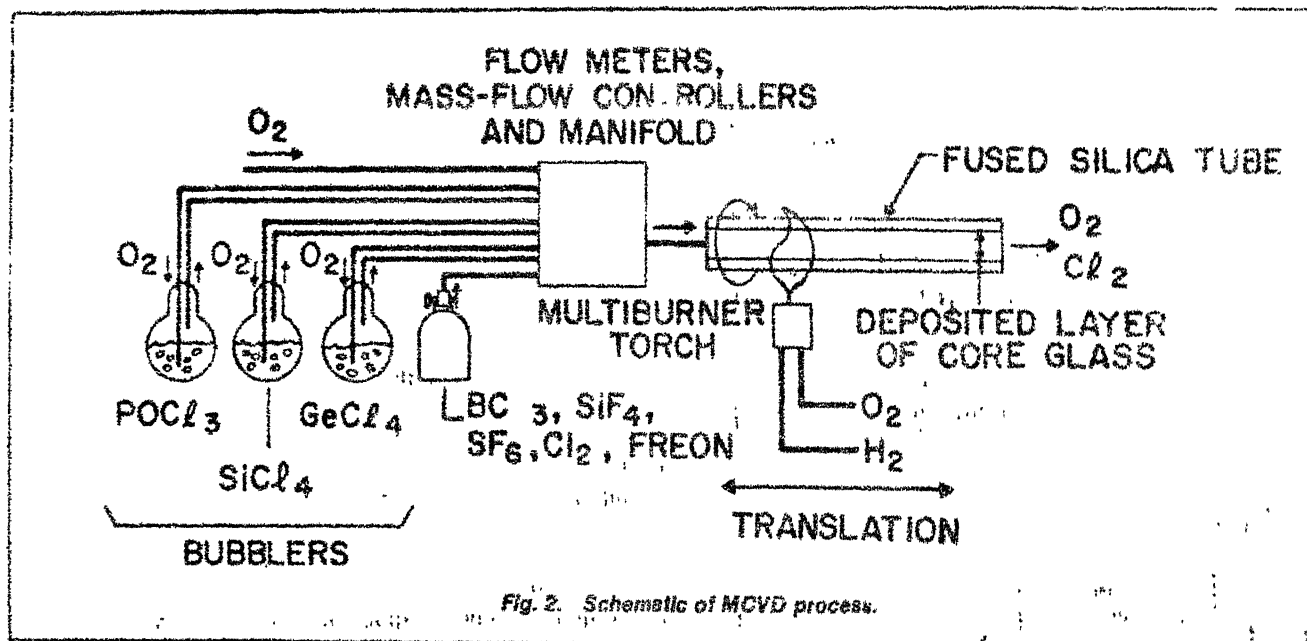 FLOW METERS,
MASS-FLOW CON ROLLERS
AND MANIFOLD
O2
FUSED SILICA TUBE
O2
Cl2
O2
O2
O2
MULTIBURNER
TORCH
DEPOSITED LAYER
OF CORE GLASS
POCl3
GeCl4
SiCl4
BC 3, SiF4,
SF6, Cl2, FREON
O2
H2
TRANSLATION
BUBBLERS
Fig. 2. Schematic of MCVD process.